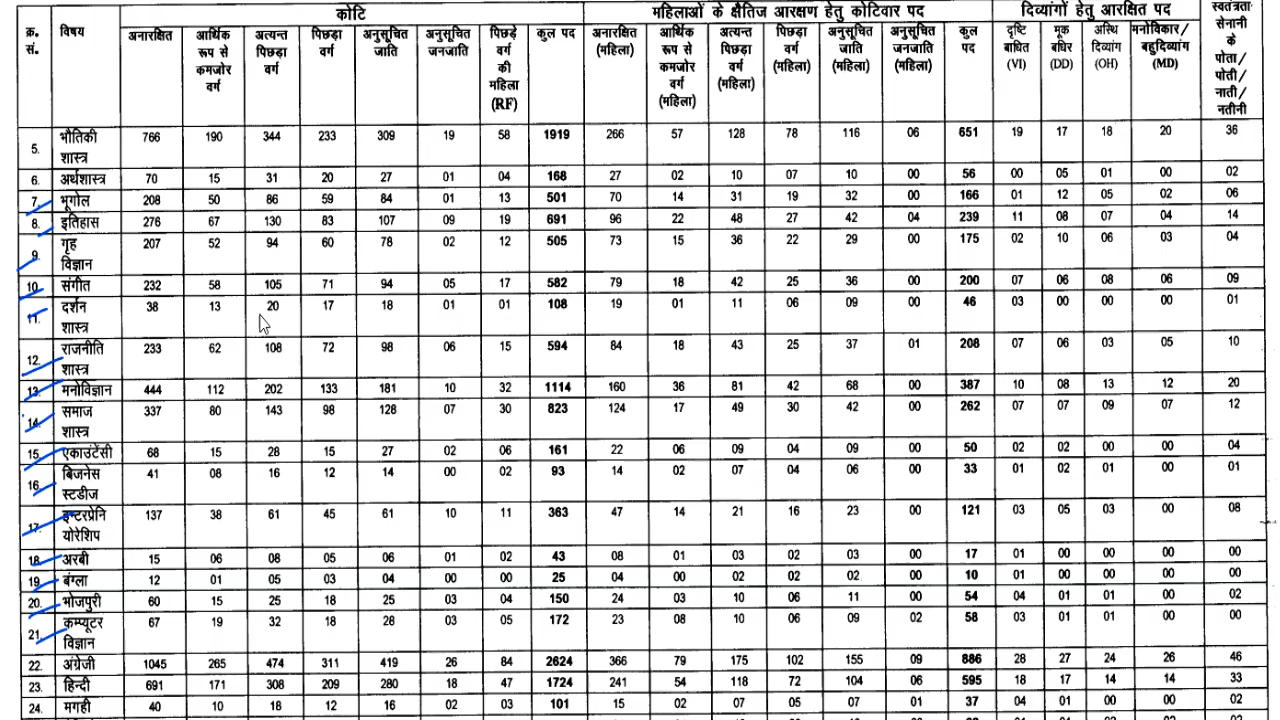 कोटि महिलाओं के क्षैतिज आरक्षण हेतु कोटिवार पद दिव्यांगों हेतु आरक्षित पद स्वतंत्रता सेनानी के पोता/ पोती/ नाती/ नतीनी
क्र. सं. विषय अनारक्षित आर्थिक रूप से कमजोर वर्ग अत्यन्त पिछड़ा वर्ग पिछड़ा वर्ग अनुसूचित जाति अनुसूचित जनजाति पिछड़े वर्ग की महिला (RF) कुल पद अनारक्षित (महिला) आर्थिक रूप से कमजोर वर्ग (महिला) अत्यन्त पिछड़ा वर्ग (महिला) पिछड़ा वर्ग (महिला) अनुसूचित जाति (महिला) अनुसूचित जनजाति (महिला) कुल पद दृष्टि बाधित (VI) मूक बधिर (DD) अस्थि दिव्यांग (OH) मनोविकार/ बहुदिव्यांग (MD)
5. भौतिकी शास्त्र 766 190 344 233 309 19 58 1919 266 57 128 78 116 06 651 19 17 18 20 36
6. अर्थशास्त्र 70 15 31 20 27 01 04 168 27 02 10 07 10 00 56 00 05 01 00 02
7. भूगोल 208 50 86 59 84 01 13 501 70 14 31 19 32 00 166 01 12 05 02 06
8. इतिहास 276 67 130 83 107 09 19 691 96 22 48 27 42 04 239 11 08 07 04 14
9. गृह विज्ञान 207 52 94 60 78 02 12 505 73 15 36 22 29 00 175 02 10 06 03 04
10. संगीत 232 58 105 71 94 05 17 582 79 18 42 25 36 00 200 07 06 08 06 09
11. दर्शन शास्त्र 38 13 20 17 18 01 01 108 19 01 11 06 09 00 46 03 00 00 00 01
12. राजनीति शास्त्र 233 62 108 72 98 06 15 594 84 18 43 25 37 01 208 07 06 03 05 10
13. मनोविज्ञान 444 112 202 133 181 10 32 1114 160 36 81 42 68 00 387 10 08 13 12 20
14. समाज शास्त्र 337 80 143 98 128 07 30 823 124 17 49 30 42 00 262 07 07 09 07 12
15. एकाउंटेंसी 68 15 28 15 27 02 06 161 22 06 09 04 09 00 50 02 02 00 00 04
16. बिजनेस स्टडीज 41 08 16 12 14 00 02 93 14 02 07 04 06 00 33 01 02 01 00 01
17. इन्टरप्रेनियोरेशिप 137 38 61 45 61 10 11 363 47 14 21 16 23 00 121 03 05 03 00 08
18. अरबी 15 06 08 05 06 01 02 43 08 01 03 02 03 00 17 01 00 00 00 00
19. बंग्ला 12 01 05 03 04 00 00 25 04 00 02 02 02 00 10 01 00 00 00 00
20. भोजपुरी 60 15 25 18 25 03 04 150 24 03 10 06 11 00 54 04 01 01 00 02
21. कम्प्यूटर विज्ञान 67 19 32 18 28 03 05 172 23 08 10 06 09 02 58 03 01 01 00 00
22. अंग्रेजी 1045 265 474 311 419 26 84 2624 366 79 175 102 155 09 886 28 27 24 26 46
23. हिन्दी 691 171 308 209 280 18 47 1724 241 54 118 72 104 06 595 18 17 14 14 33
24. मगही 40 10 18 12 16 02 03 101 15 02 07 05 07 01 37 04 01 00 00 02